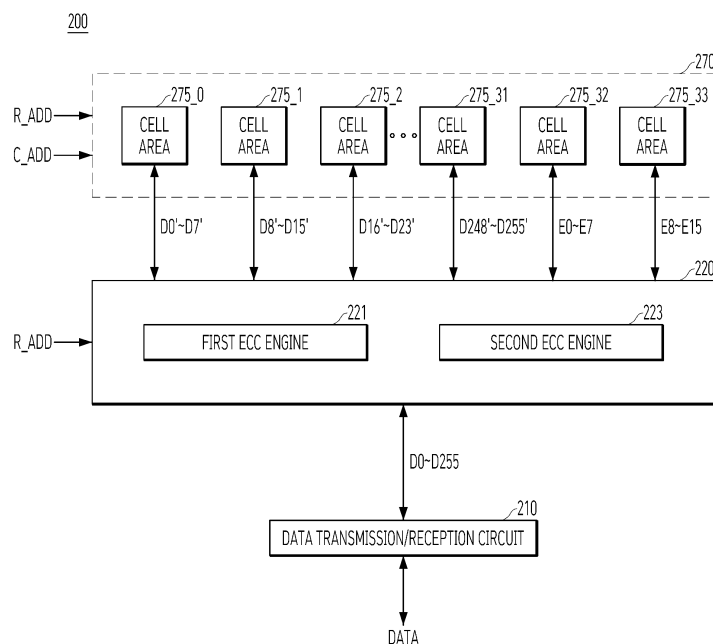 200
270
275_0 275_1 275_2 275_31 275_32 275_33
R_ADD
C_ADD
CELL AREA CELL AREA CELL AREA CELL AREA CELL AREA CELL AREA
D0'~D7' D8'~D15' D16'~D23' D248'~D255' E0~E7 E8~E15
220
221 223
R_ADD
FIRST ECC ENGINE SECOND ECC ENGINE
D0~D255
210
DATA TRANSMISSION/RECEPTION CIRCUIT
DATA